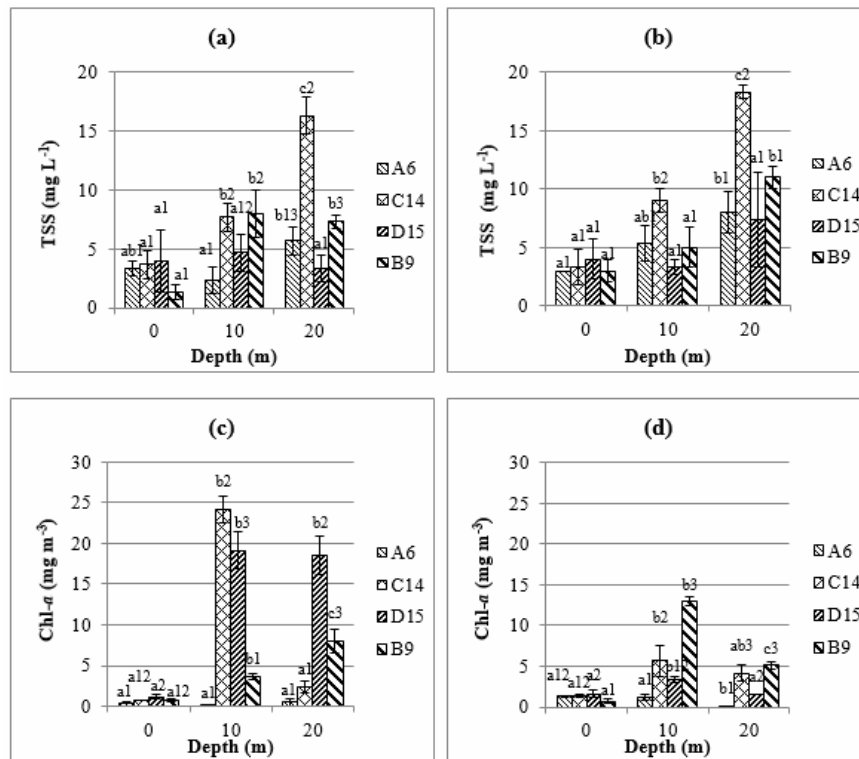 (a)
TSS (mg L-1)
20
15
10
5
0
ab1 a1 a1 a1
a1 b2 a12 b2
b13 c2 a1 b3
0 10 20
Depth (m)
A6
C14
D15
B9
(b)
TSS (mg L-1)
20
15
10
5
0
a1 a1 a1 a1
ab1 b2 a1 a1
b1 c2 a1 b1
0 10 20
Depth (m)
A6
C14
D15
B9
(c)
Chl-a (mg m-3)
30
25
20
15
10
5
0
a1 a12 a2 a12
a1 b2 b3 b1
a1 a1 b2 c3
0 10 20
Depth (m)
A6
C14
D15
B9
(d)
Chl-a (mg m-3)
30
25
20
15
10
5
0
a12 a12 a2 a1
a1 b2 b3
b1 ab3 a2 c3
0 10 20
Depth (m)
A6
C14
D15
B9